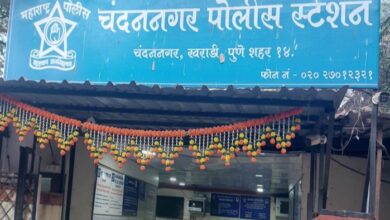 महाराष्ट्र पोलीस
चंदननगर पोलीस स्टेशन
चंदननगर, खराडी, पुणे शहर १४.
फोन नं - ०२० २७०१२३२१